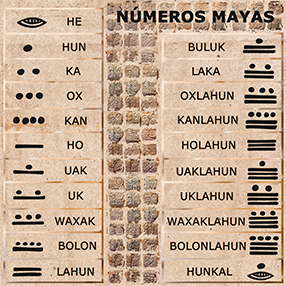 NÚMEROS MAYAS
HE
HUN
KA
OX
KAN
HO
UAK
UK
WAXAK
BOLON
LAHUN
BULUK
LAKA
OXLAHUN
KANLAHUN
HOLAHUN
UAKLAHUN
UKLAHUN
WAXAKLAHUN
BOLONLAHUN
HUNKAL